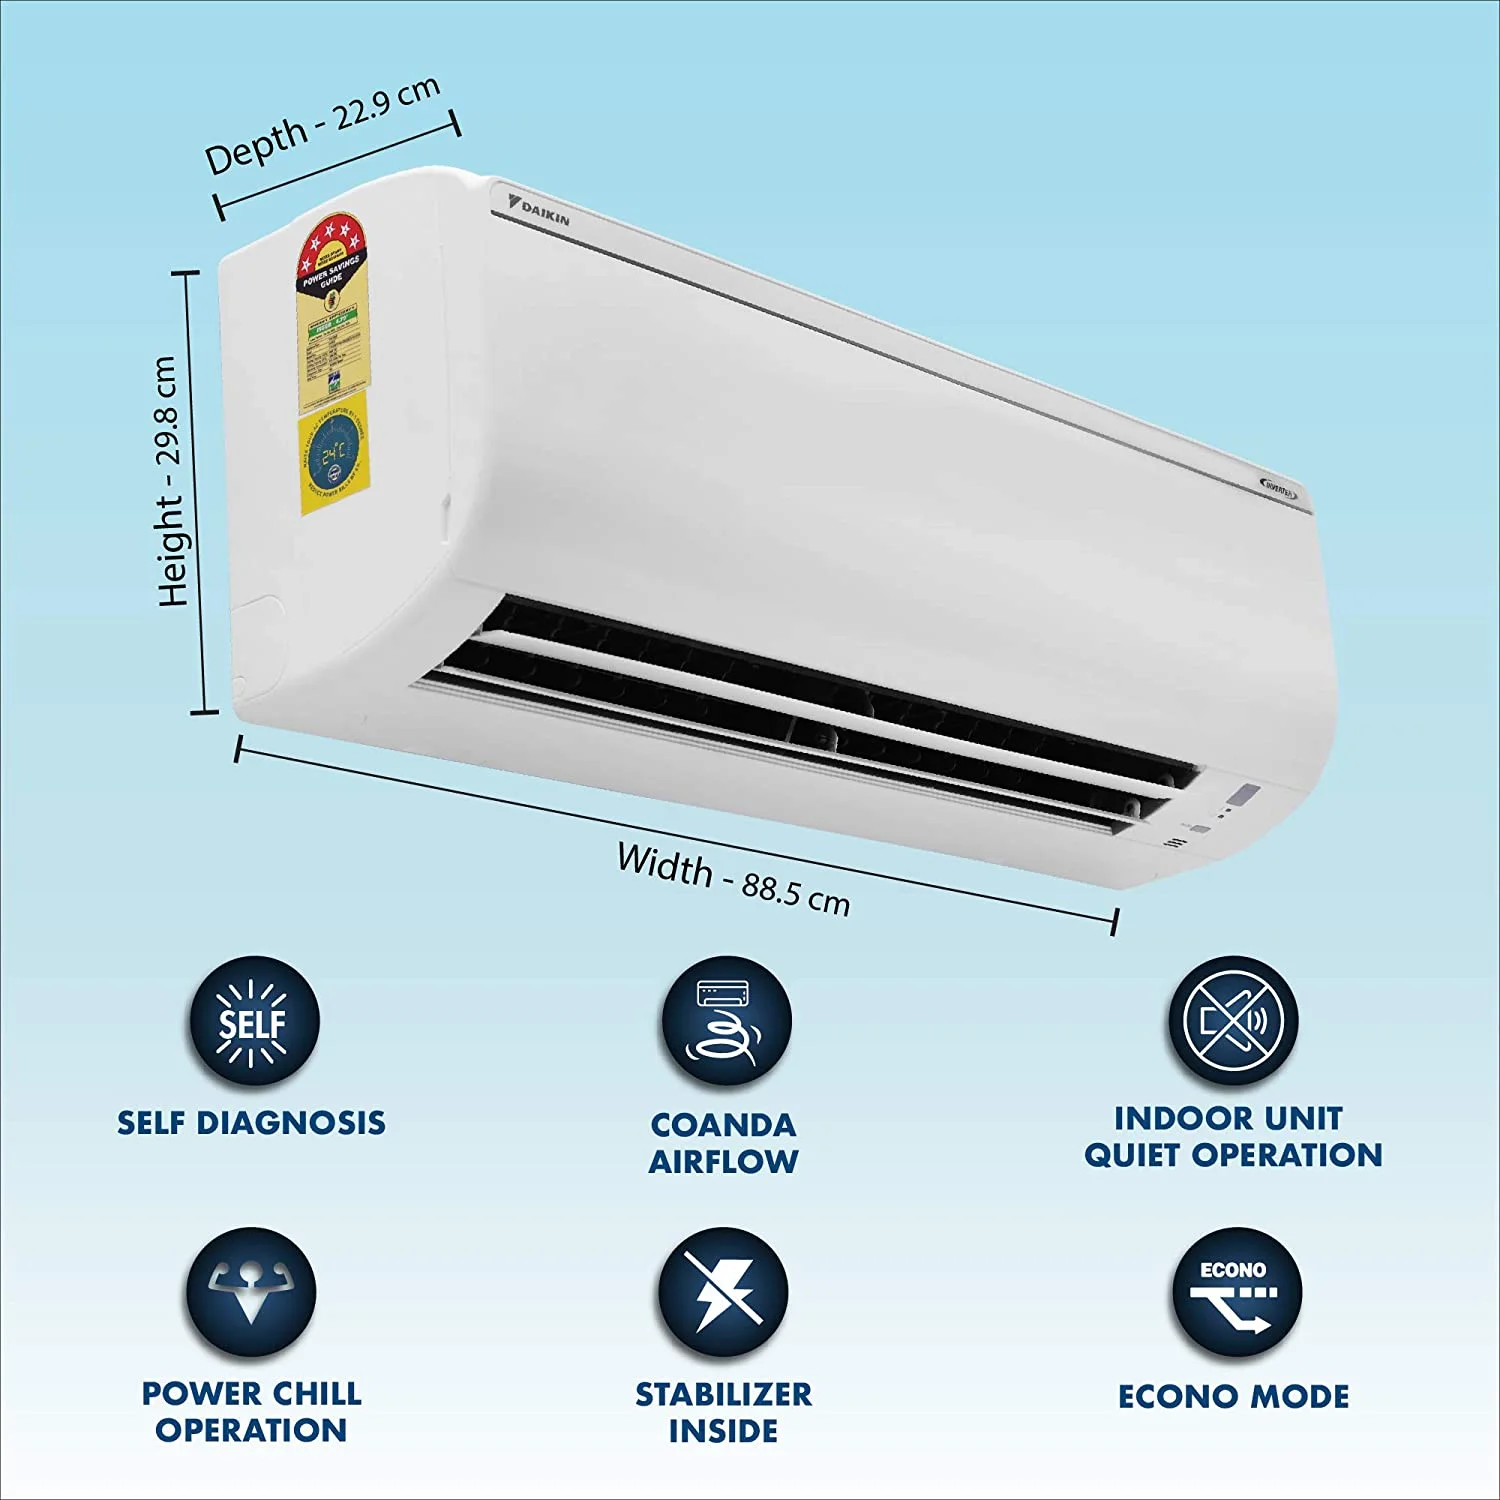 Depth - 22.9 cm
DAIKIN
POWER SAVINGS
GUIDE
Height - 29.8 cm
24°C
INVERTER
Width - 88.5 cm
SELF
SELF DIAGNOSIS
COANDA
AIRFLOW
INDOOR UNIT
QUIET OPERATION
POWER CHILL
OPERATION
STABILIZER
INSIDE
ECONO
ECONO MODE